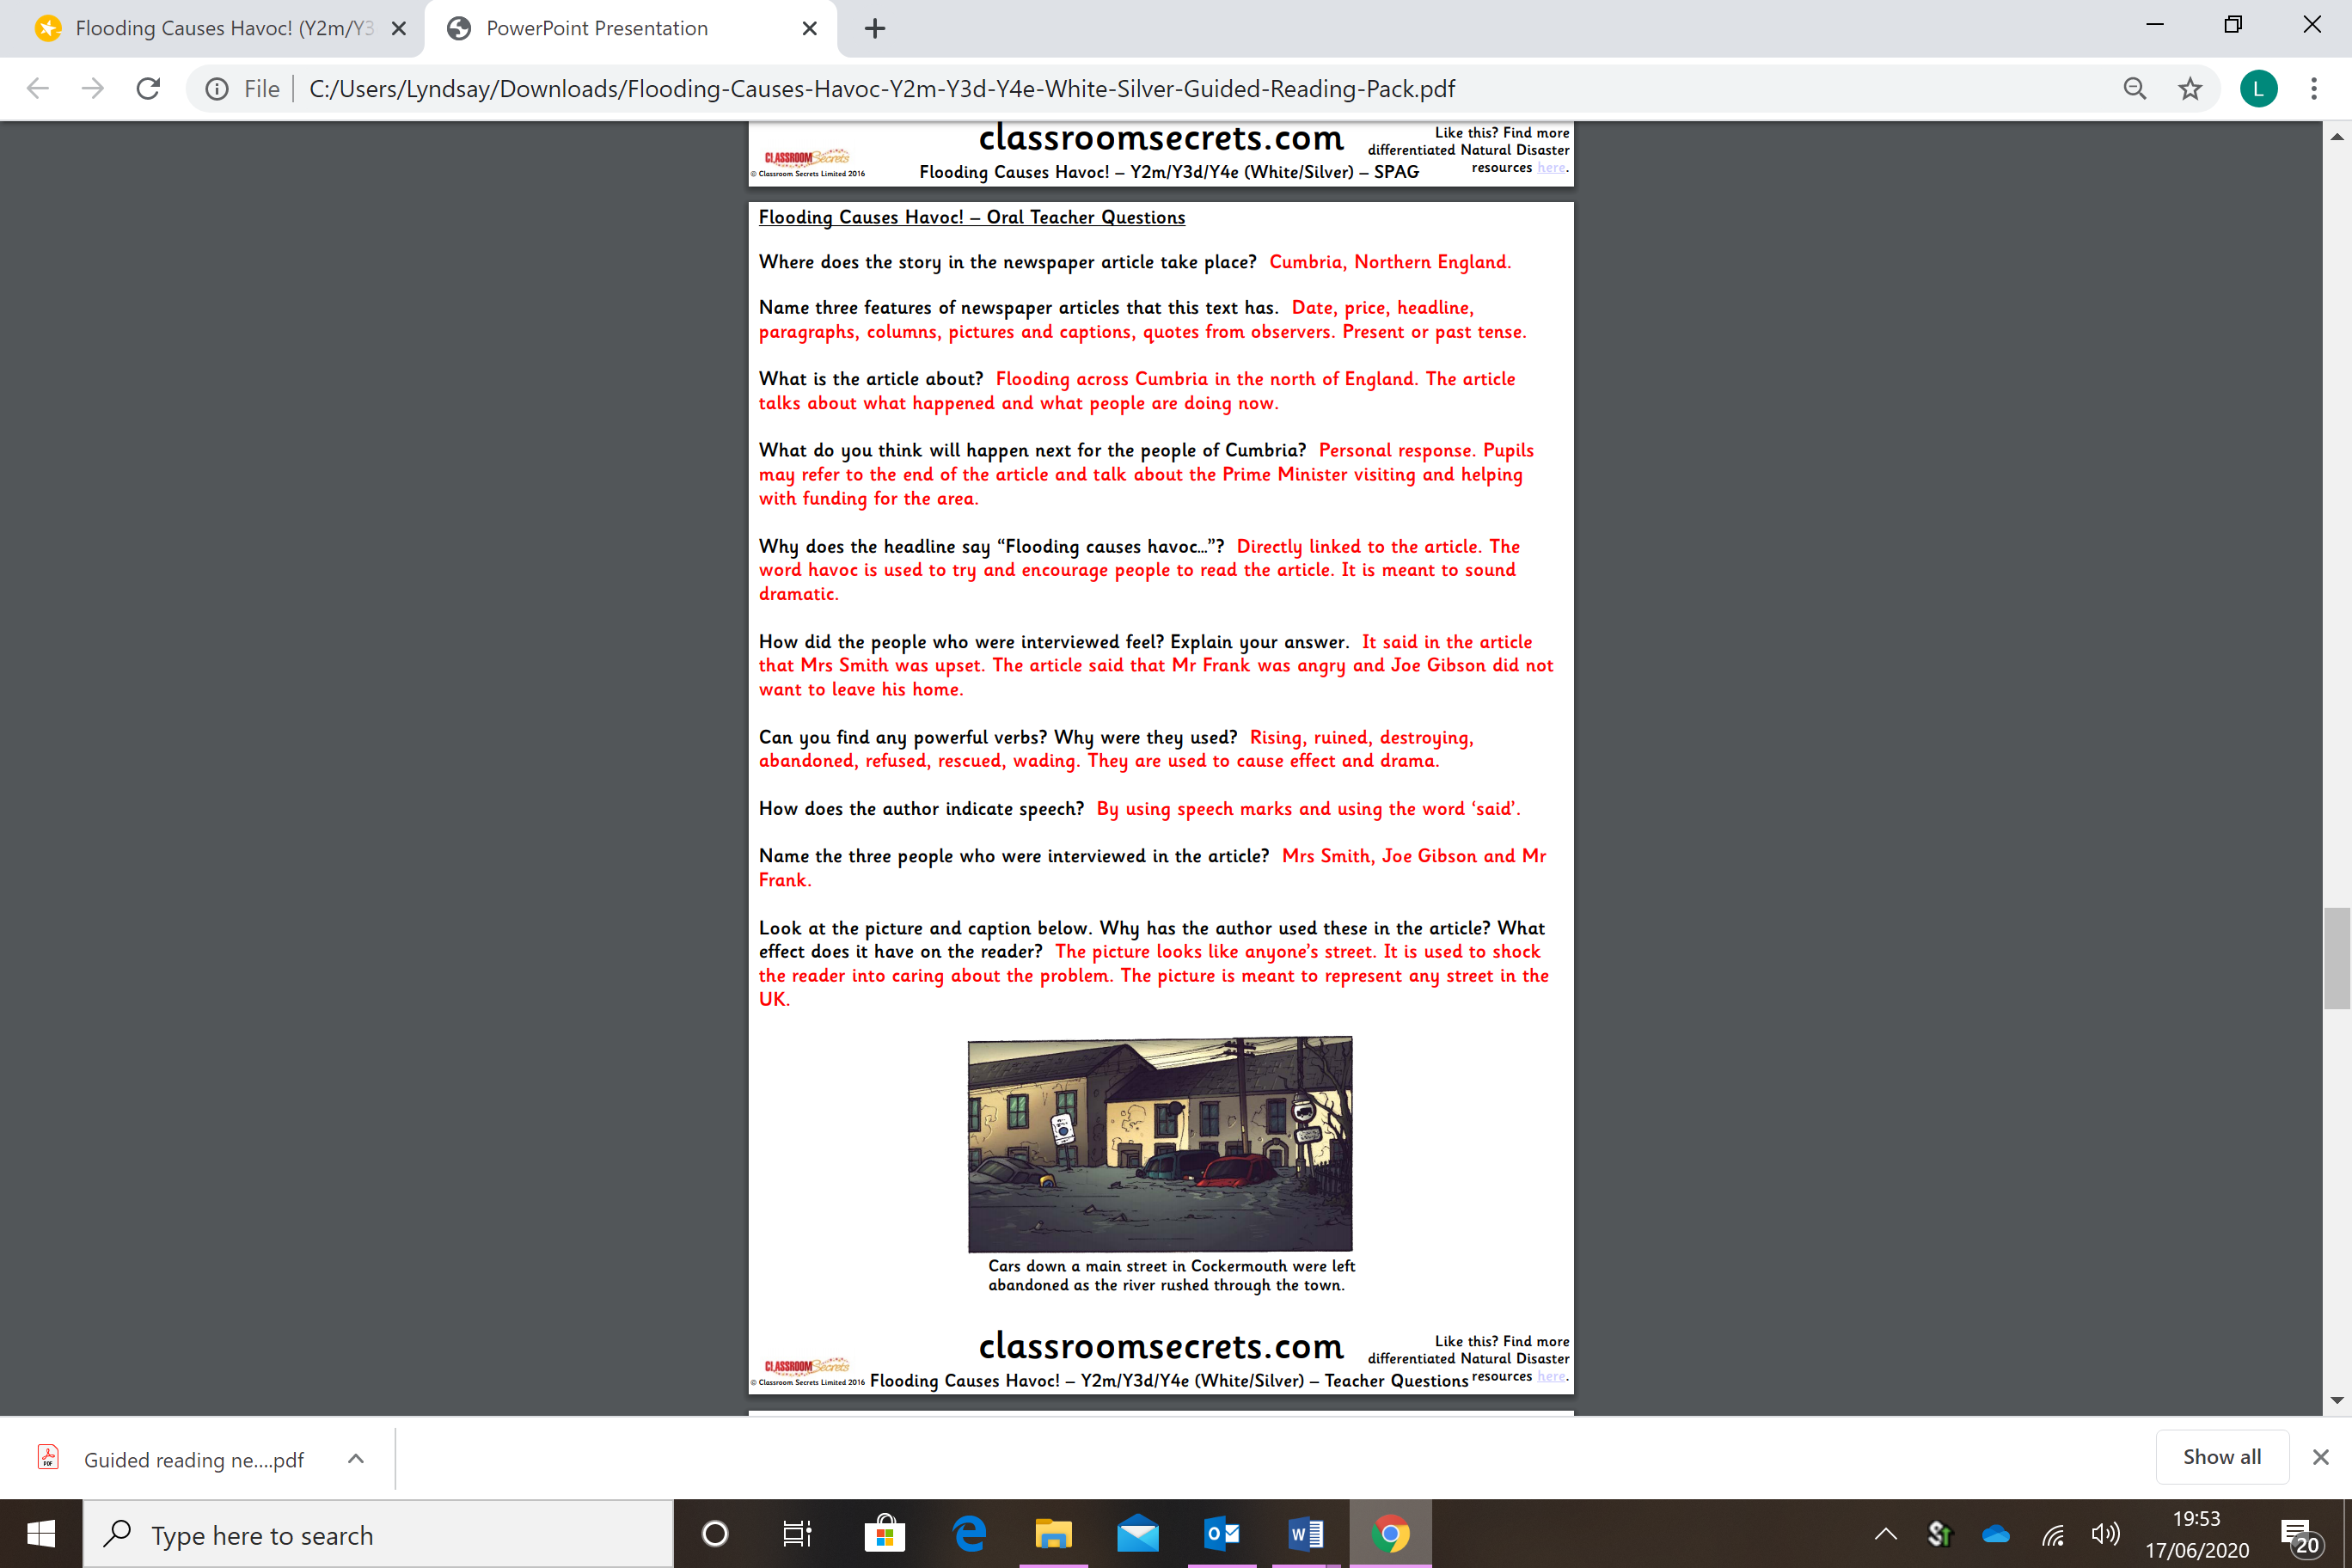 Flooding Causes Havoc! (Y2m/Y3
PowerPoint Presentation
File
C:/Users/Lyndsay/Downloads/Flooding-Causes-Havoc-Y2m-Y3d-Y4e-White-Silver-Guided-Reading-Pack.pdf
L
classroomsecrets.com
Like this? Find more
differentiated Natural Disaster
resources here.
CLASSROOM Secrets
© Classroom Secrets Limited 2016
Flooding Causes Havoc! – Y2m/Y3d/Y4e (White/Silver) – SPAG
Flooding Causes Havoc! – Oral Teacher Questions
Where does the story in the newspaper article take place? Cumbria, Northern England.
Name three features of newspaper articles that this text has. Date, price, headline,
paragraphs, columns, pictures and captions, quotes from observers. Present or past tense.
What is the article about? Flooding across Cumbria in the north of England. The article
talks about what happened and what people are doing now.
What do you think will happen next for the people of Cumbria? Personal response. Pupils
may refer to the end of the article and talk about the Prime Minister visiting and helping
with funding for the area.
Why does the headline say “Flooding causes havoc…”? Directly linked to the article. The
word havoc is used to try and encourage people to read the article. It is meant to sound
dramatic.
How did the people who were interviewed feel? Explain your answer. It said in the article
that Mrs Smith was upset. The article said that Mr Frank was angry and Joe Gibson did not
want to leave his home.
Can you find any powerful verbs? Why were they used? Rising, ruined, destroying,
abandoned, refused, rescued, wading. They are used to cause effect and drama.
How does the author indicate speech? By using speech marks and using the word ‘said’.
Name the three people who were interviewed in the article? Mrs Smith, Joe Gibson and Mr
Frank.
Look at the picture and caption below. Why has the author used these in the article? What
effect does it have on the reader? The picture looks like anyone’s street. It is used to shock
the reader into caring about the problem. The picture is meant to represent any street in the
UK.
Cars down a main street in Cockermouth were left
abandoned as the river rushed through the town.
classroomsecrets.com
Like this? Find more
differentiated Natural Disaster
resources here.
CLASSROOM Secrets
© Classroom Secrets Limited 2016
Flooding Causes Havoc! – Y2m/Y3d/Y4e (White/Silver) – Teacher Questions
Guided reading ne....pdf
Show all
Type here to search
19:53
17/06/2020
20